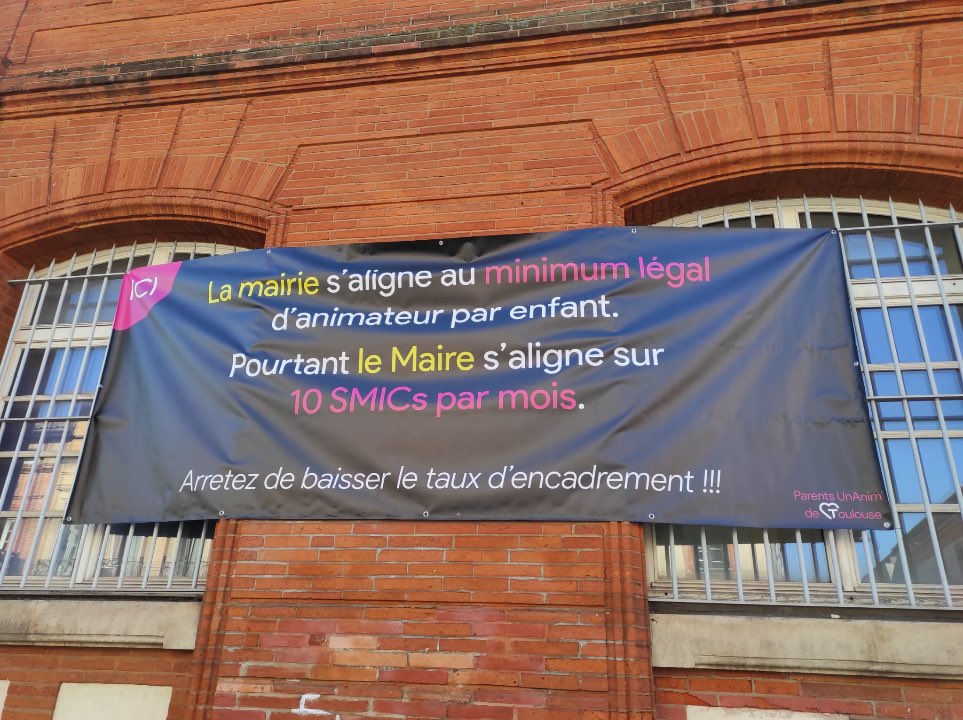 ICI
La mairie s'aligne au minimum légal
d'animateur par enfant.
Pourtant le Maire s'aligne sur
10 SMICs par mois.
Arretez de baisser le taux d'encadrement !!!
Parents UnAnim
de Toulouse